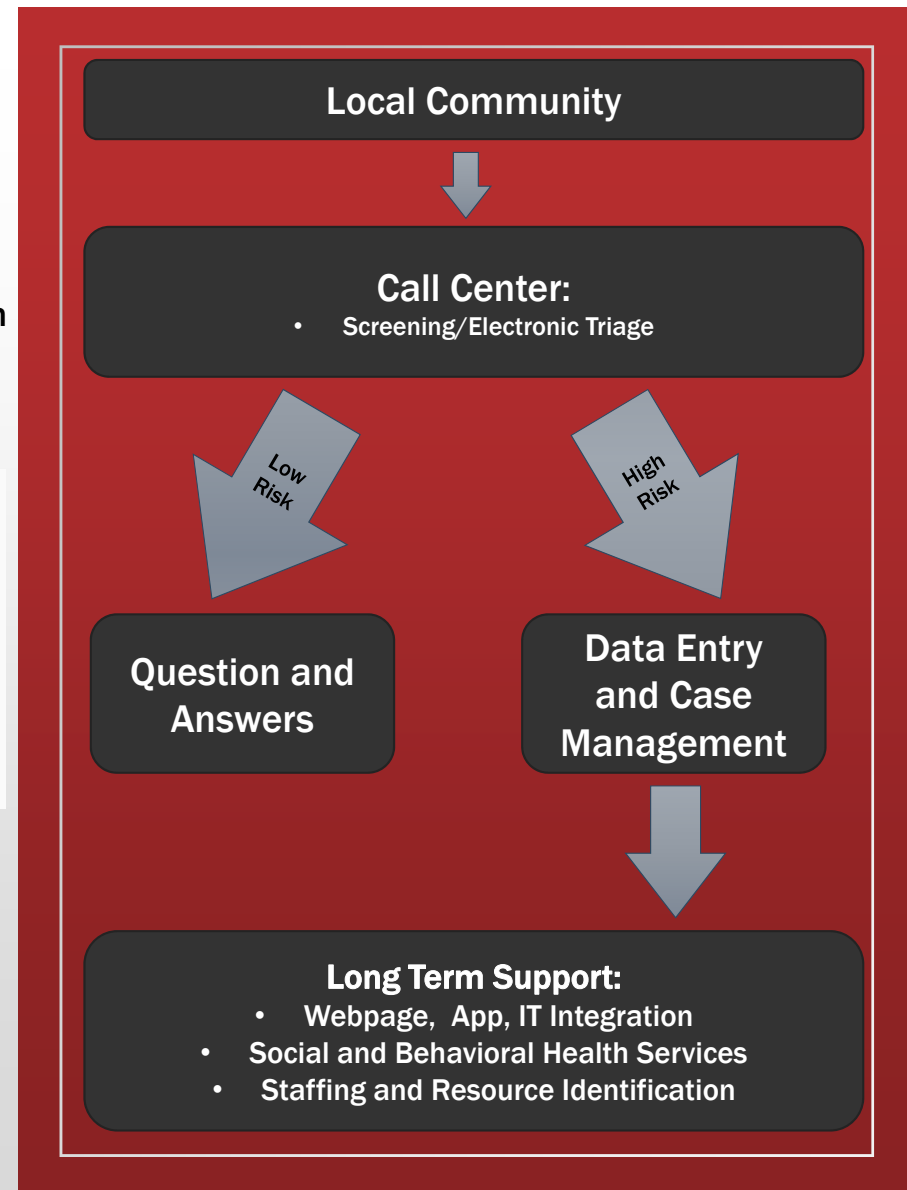 Local Community
Call Center:
• Screening/Electronic Triage
Low
Risk
High
Risk
Question and
Answers
Data Entry
and Case
Management
Long Term Support:
• Webpage, App, IT Integration
• Social and Behavioral Health Services
• Staffing and Resource Identification